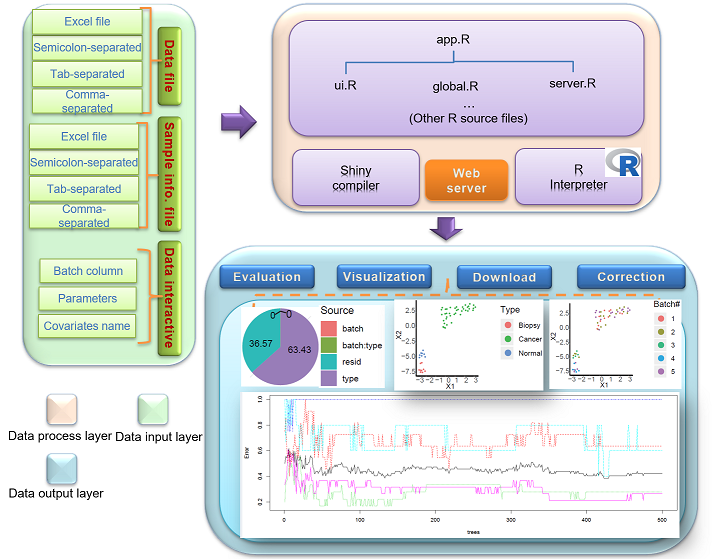 Excel file
Semicolon-separated
Tab-separated
Comma-
separated
Data file
Excel file
Semicolon-separated
Tab-separated
Comma-
separated
Sample info. file
Batch column
Parameters
Covariates name
Data interactive
app.R
ui.R
global.R
server.R
...
(Other R source files)
Shiny
compiler
Web
server
R
Interpreter
R
Evaluation
Visualization
Download
Correction
Source
0
0
36.57
63.43
batch
batch:type
resid
type
X2
2.5
0.0
−2.5
−5.0
−7.5
−3−2−1 0 1 2 3
X1
Type
Biopsy
Cancer
Normal
X2
2.5
0.0
−2.5
−5.0
−7.5
−3−2−1 0 1 2 3
X1
Batch#
1
2
3
4
5
Error
1.0
0.8
0.6
0.4
0.2
0 100 200 300 400 500
trees
Data process layer
Data input layer
Data output layer